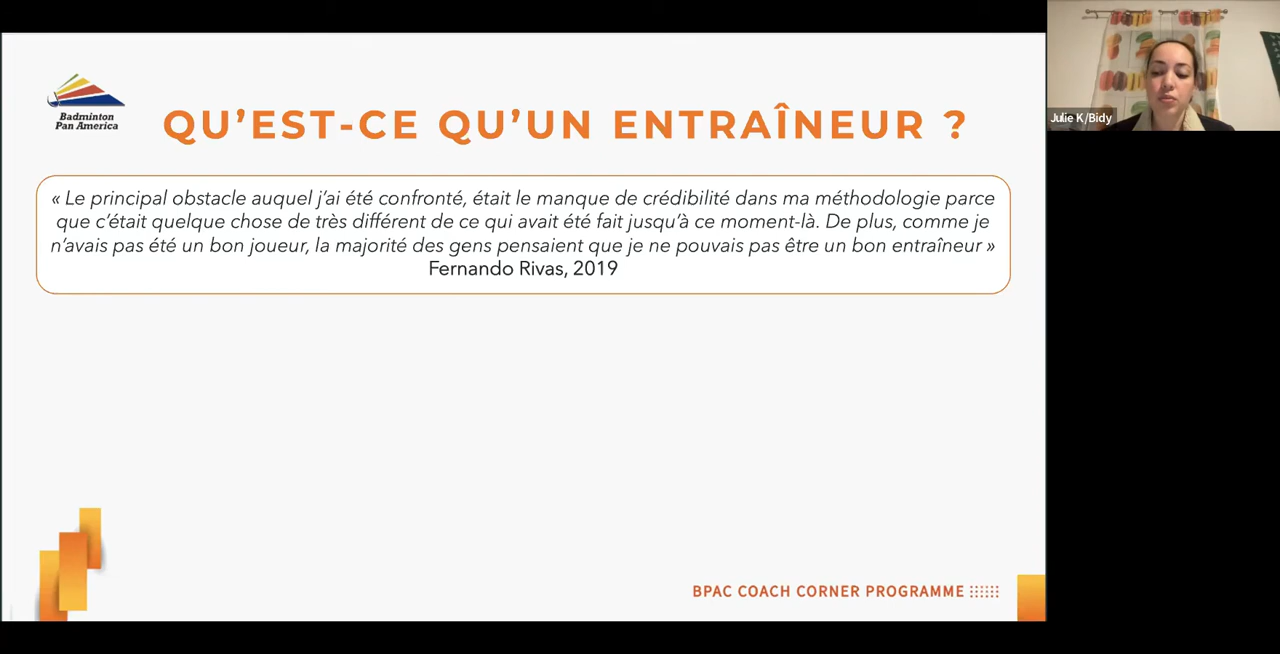 Badminton
Pan America
QU’EST-CE QU’UN ENTRAÎNEUR ?
« Le principal obstacle auquel j’ai été confronté, était le manque de crédibilité dans ma méthodologie parce
que c’était quelque chose de très différent de ce qui avait été fait jusqu’à ce moment-là. De plus, comme je
n’avais pas été un bon joueur, la majorité des gens pensaient que je ne pouvais pas être un bon entraîneur »
Fernando Rivas, 2019
BPAC COACH CORNER PROGRAMME
Julie K/Bidy